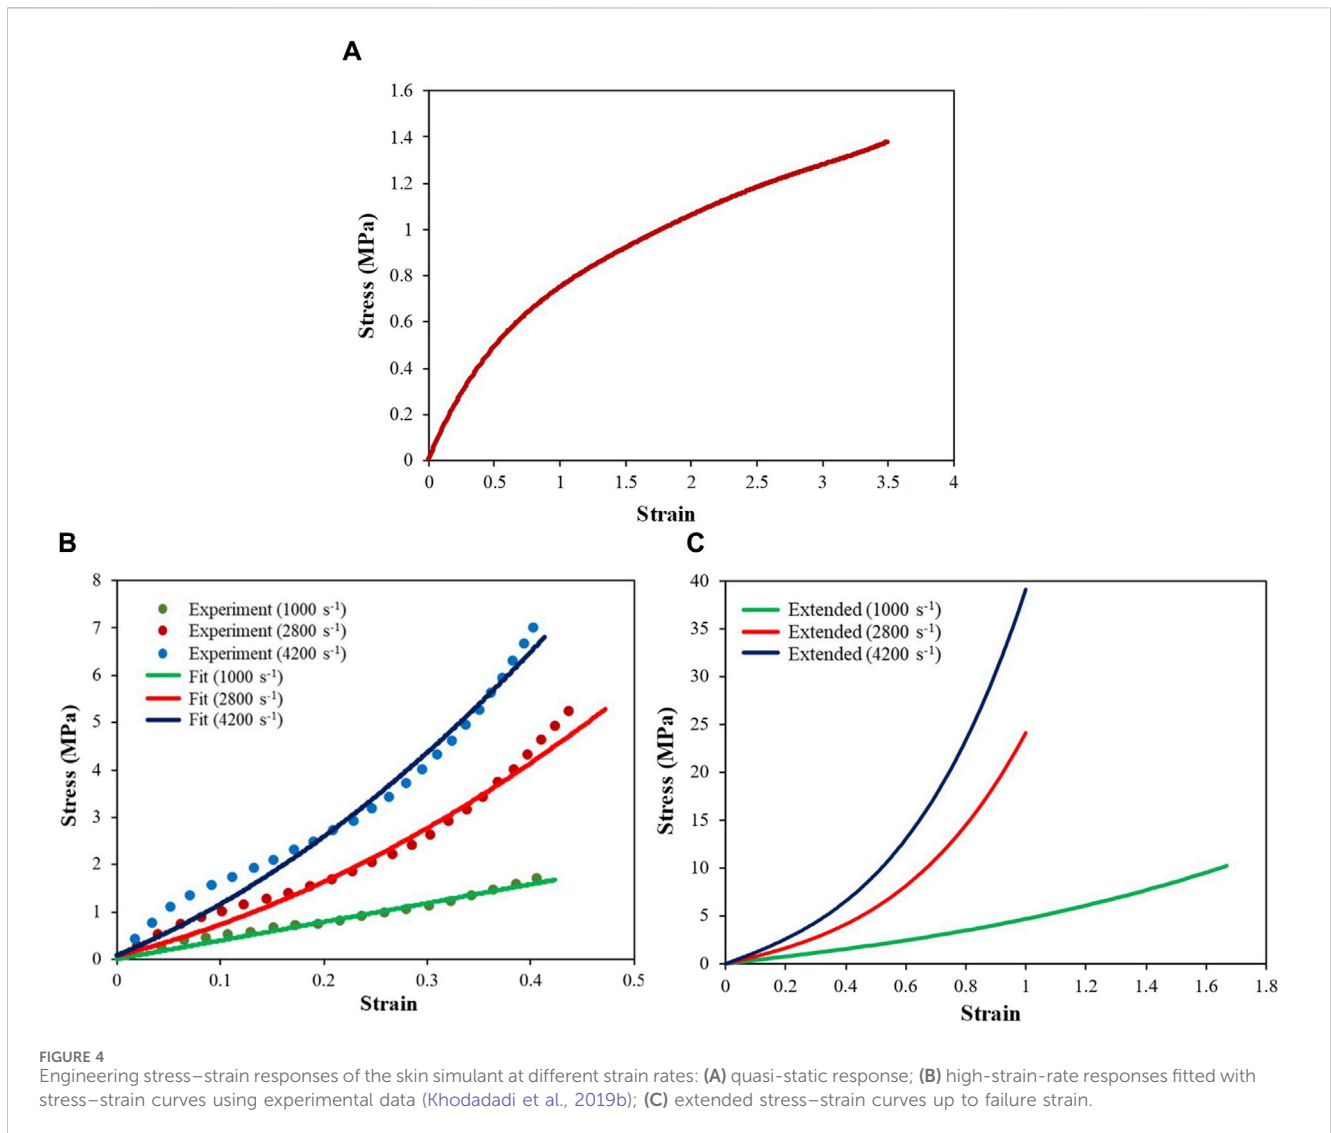 A
1.6
1.4
1.2
1
0.8
0.6
0.4
0.2
0
Stress (MPa)
0 0.5 1 1.5 2 2.5 3 3.5 4
Strain
B
8
7
6
5
4
3
2
1
0
Stress (MPa)
Experiment (1000 s-1)
Experiment (2800 s-1)
Experiment (4200 s-1)
Fit (1000 s-1)
Fit (2800 s-1)
Fit (4200 s-1)
0 0.1 0.2 0.3 0.4 0.5
Strain
C
40
35
30
25
20
15
10
5
0
Stress (MPa)
Extended (1000 s-1)
Extended (2800 s-1)
Extended (4200 s-1)
0 0.2 0.4 0.6 0.8 1 1.2 1.4 1.6 1.8
Strain
FIGURE 4
Engineering stress–strain responses of the skin simulant at different strain rates: (A) quasi-static response; (B) high-strain-rate responses fitted with
stress–strain curves using experimental data (Khodadadi et al., 2019b); (C) extended stress–strain curves up to failure strain.